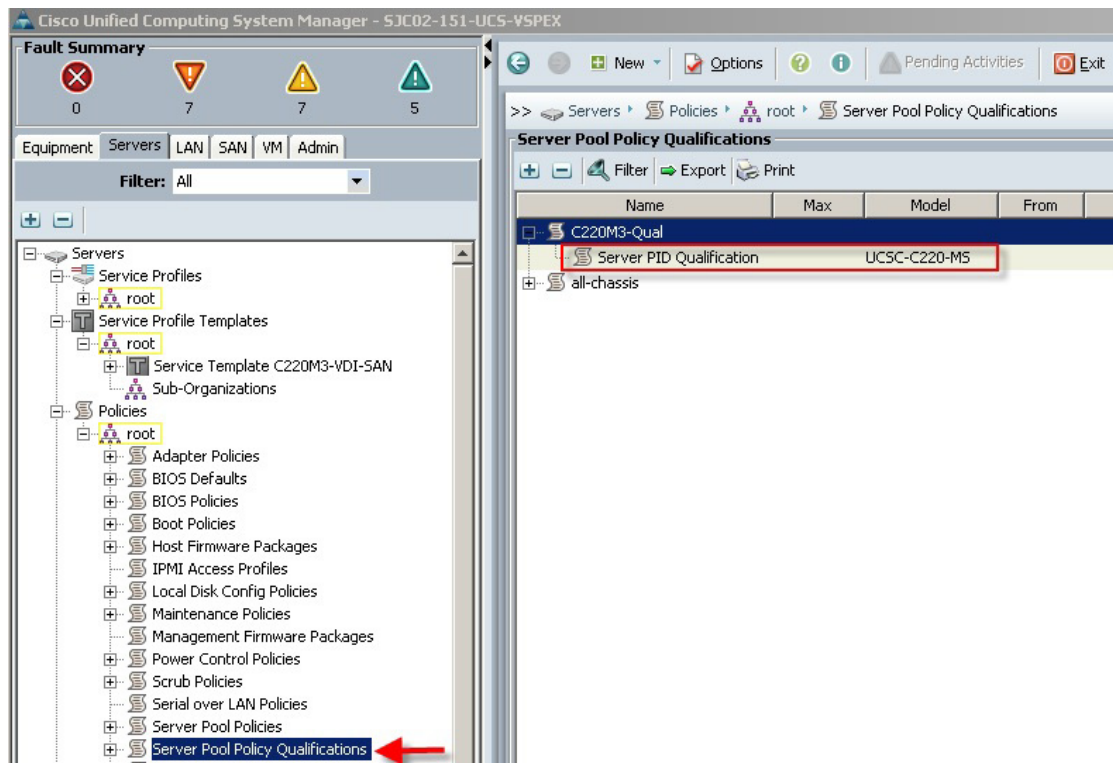 Cisco Unified Computing System Manager - SJC02-151-UCS-VSPEX
Fault Summary
0 7 7 5
Equipment Servers LAN SAN VM Admin
Filter: All
Servers
Service Profiles
root
Service Profile Templates
root
Service Template C220M3-VDI-SAN
Sub-Organizations
Policies
root
Adapter Policies
BIOS Defaults
BIOS Policies
Boot Policies
Host Firmware Packages
IPMI Access Profiles
Local Disk Config Policies
Maintenance Policies
Management Firmware Packages
Power Control Policies
Scrub Policies
Serial over LAN Policies
Server Pool Policies
Server Pool Policy Qualifications
New Options Pending Activities Exit
>> Servers Policies root Server Pool Policy Qualifications
Server Pool Policy Qualifications
Filter Export Print
Name Max Model From
C220M3-Qual
Server PID Qualification UCSC-C220-MS
all-chassis